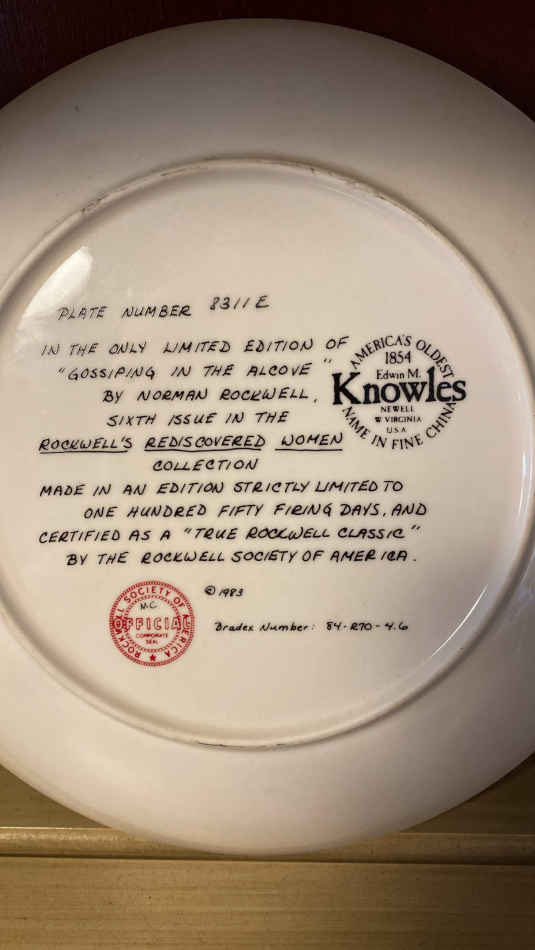 PLATE NUMBER 8311 E
IN THE ONLY LIMITED EDITION OF
"GOSSIPING IN THE ALCOVE"
BY NORMAN ROCKWELL,
SIXTH ISSUE IN THE
ROCKWELL'S REDISCOVERED WOMEN
COLLECTION
MADE IN AN EDITION STRICTLY LIMITED TO
ONE HUNDRED FIFTY FIRING DAYS, AND
CERTIFIED AS A "TRUE ROCKWELL CLASSIC"
BY THE ROCKWELL SOCIETY OF AMERICA.
AMERICA'S OLDEST
1854
Edwin M.
Knowles
NEWELL
W VIRGINIA
U.S.A
NAME IN FINE CHINA
ROCKWELL SOCIETY OF AMERICA
M.C.
OFFICIAL
CORPORATE
SEAL
© 1983
Bradex Number: 84-R70-4.6